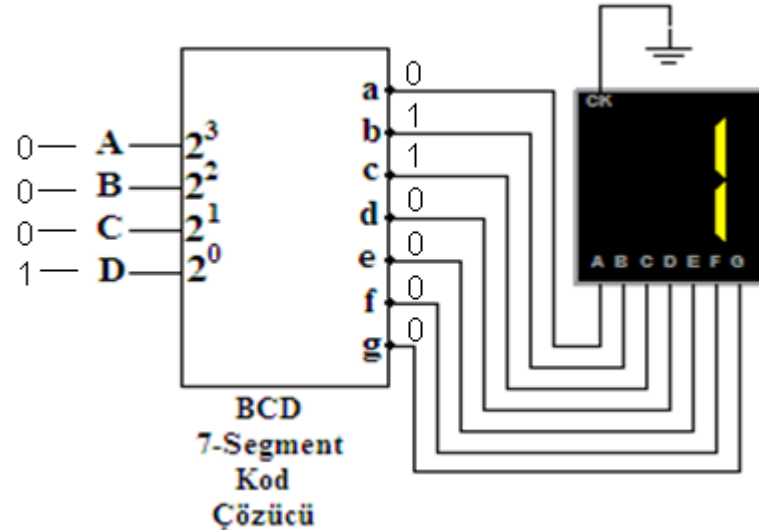 CK
a 0
b 1
0 A 2³ c 1
0 B 2² d 0
0 C 2¹ e 0
1 D 2⁰ f 0
g 0
A B C D E F G
BCD
7-Segment
Kod
Çözücü